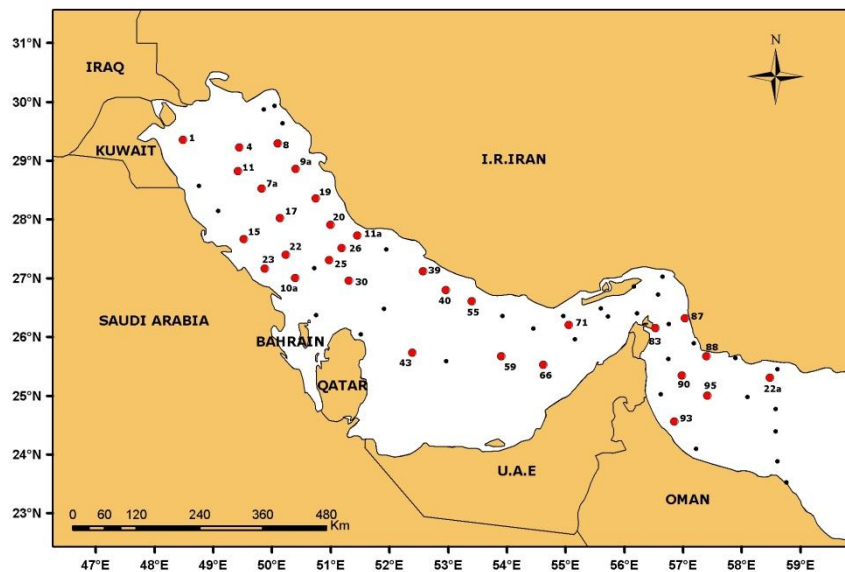 31°N
N
IRAQ
30°N
I.R.IRAN
KUWAIT
1
4
8
29°N
11
9a
7a
19
28°N
17
20
15
11a
22
26
27°N
23
25
39
10a
30
40
55
SAUDI ARABIA
26°N
BAHRAIN
71
87
83
43
59
66
88
QATAR
90
95
22a
25°N
93
24°N
U.A.E
OMAN
23°N
0 60 120 240 360 480
Km
47°E 48°E 49°E 50°E 51°E 52°E 53°E 54°E 55°E 56°E 57°E 58°E 59°E